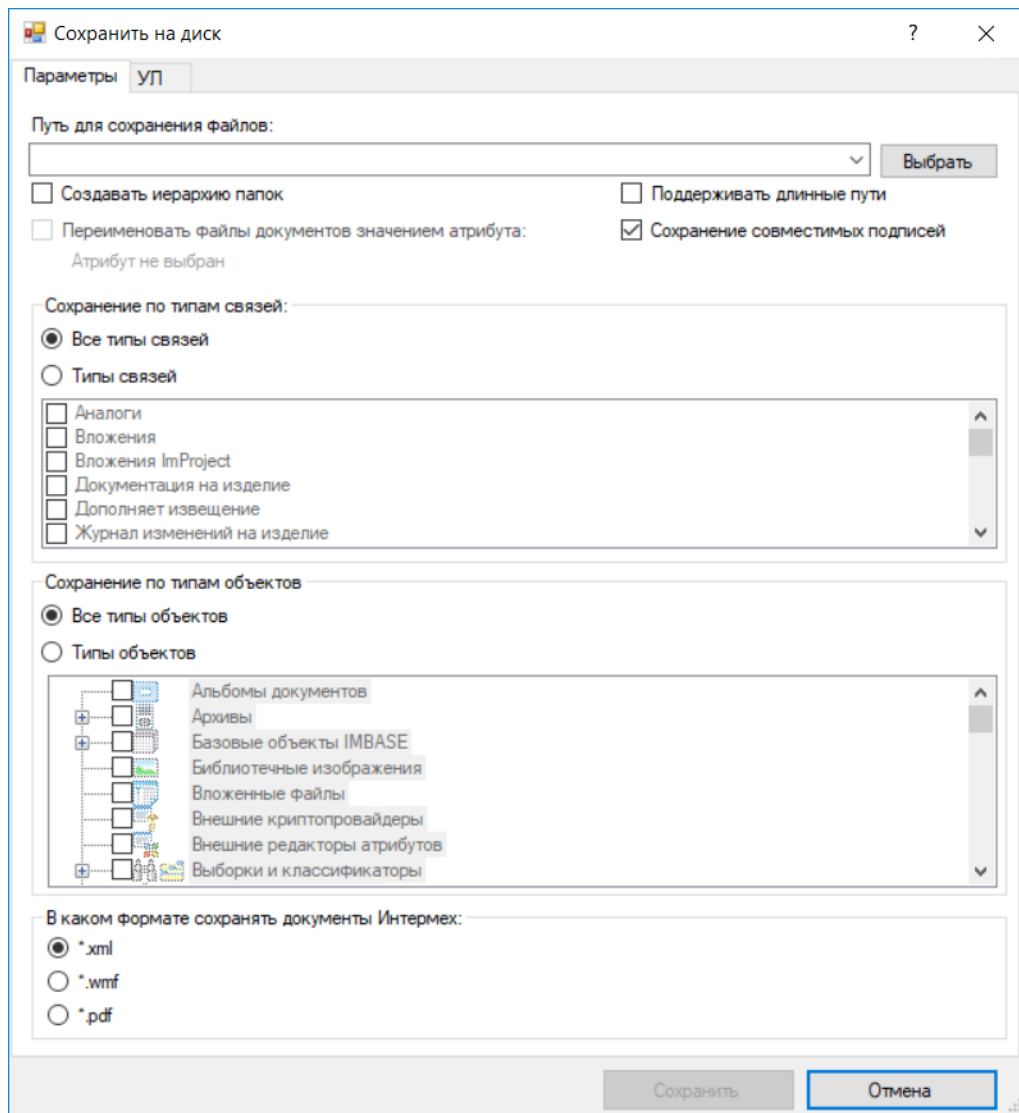 Сохранить на диск
?
Параметры
УЛ
Путь для сохранения файлов:
Выбрать
Создавать иерархию папок
Поддерживать длинные пути
Переименовать файлы документов значением атрибута:
Сохранение совместимых подписей
Атрибут не выбран
Сохранение по типам связей:
Все типы связей
Типы связей
Аналоги
Вложения
Вложения ImProject
Документация на изделие
Дополняет извещение
Журнал изменений на изделие
Сохранение по типам объектов
Все типы объектов
Типы объектов
Альбомы документов
Архивы
Базовые объекты IMBASE
Библиотечные изображения
Вложенные файлы
Внешние криптопровайдеры
Внешние редакторы атрибутов
Выборки и классификаторы
В каком формате сохранять документы Интермех:
*.xml
*.wmf
*.pdf
Сохранить
Отмена